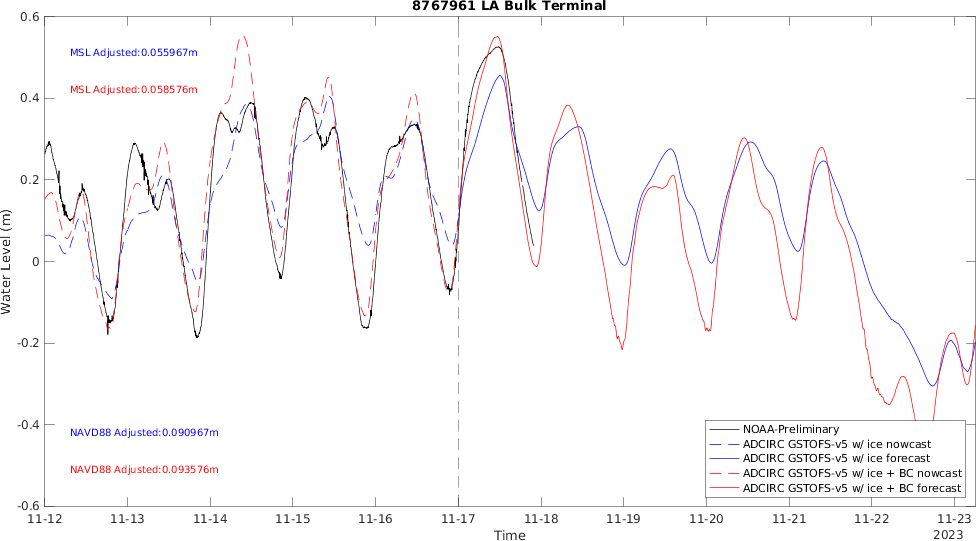 8767961 LA Bulk Terminal
0.6
MSL Adjusted:0.055967m
MSL Adjusted:0.058576m
0.4
0.2
0
-0.2
-0.4
-0.6
Water Level (m)
NAVD88 Adjusted:0.090967m
NAVD88 Adjusted:0.093576m
NOAA-Preliminary
ADCIRC GSTOFS-v5 w/ ice nowcast
ADCIRC GSTOFS-v5 w/ ice forecast
ADCIRC GSTOFS-v5 w/ ice + BC nowcast
ADCIRC GSTOFS-v5 w/ ice + BC forecast
11-12 11-13 11-14 11-15 11-16 11-17 11-18 11-19 11-20 11-21 11-22 11-23
Time 2023